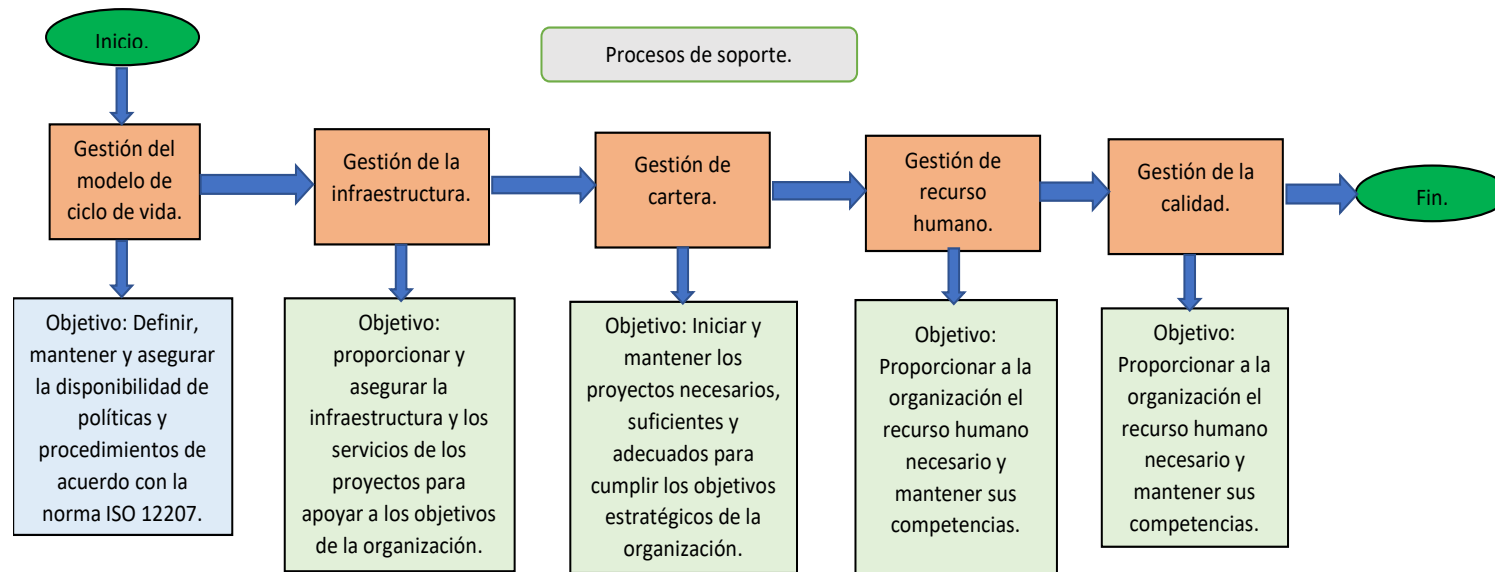 Inicio.
Procesos de soporte.
Gestión del
modelo de
ciclo de vida.
Gestión de la
infraestructura.
Gestión de
cartera.
Gestión de
recurso
humano.
Gestión de la
calidad.
Fin.
Objetivo: Definir,
mantener y asegurar
la disponibilidad de
políticas y
procedimientos de
acuerdo con la
norma ISO 12207.
Objetivo:
proporcionar y
asegurar la
infraestructura y los
servicios de los
proyectos para
apoyar a los objetivos
de la organización.
Objetivo: Iniciar y
mantener los
proyectos necesarios,
suficientes y
adecuados para
cumplir los objetivos
estratégicos de la
organización.
Objetivo:
Proporcionar a la
organización el
recurso humano
necesario y
mantener sus
competencias.
Objetivo:
Proporcionar a la
organización el
recurso humano
necesario y
mantener sus
competencias.